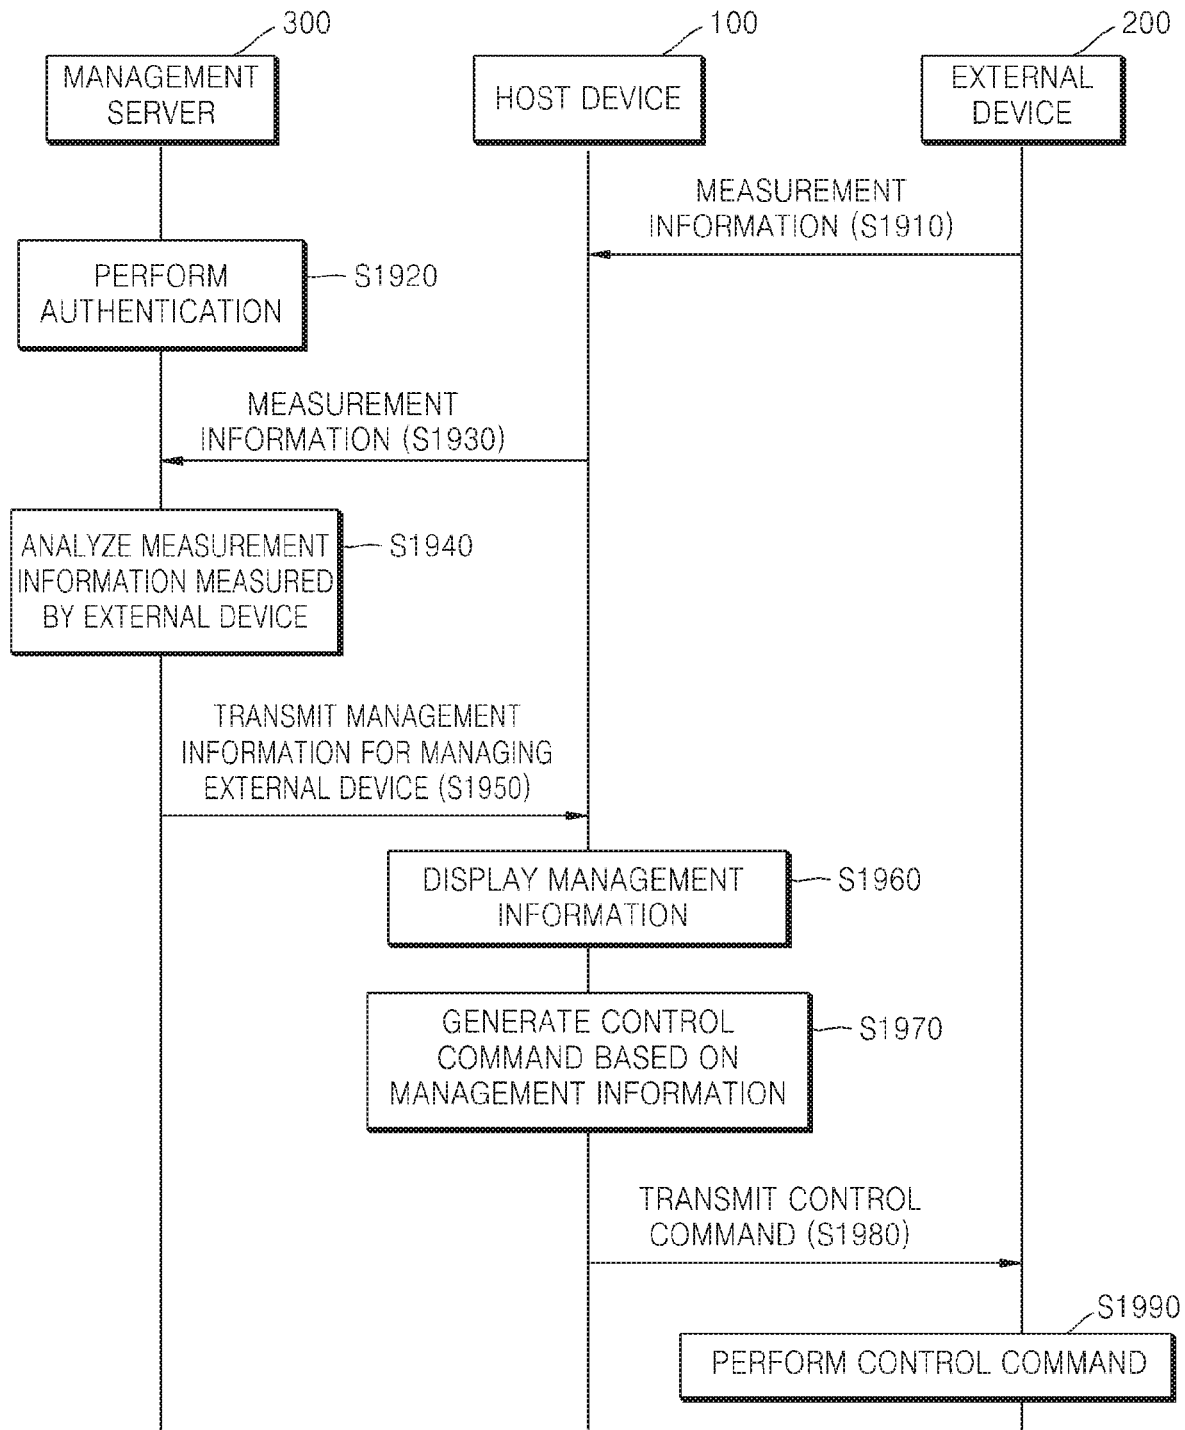 300
100
200
MANAGEMENT
SERVER
HOST DEVICE
EXTERNAL
DEVICE
MEASUREMENT
INFORMATION (S1910)
PERFORM
AUTHENTICATION
S1920
MEASUREMENT
INFORMATION (S1930)
ANALYZE MEASUREMENT
INFORMATION MEASURED
BY EXTERNAL DEVICE
S1940
TRANSMIT MANAGEMENT
INFORMATION FOR MANAGING
EXTERNAL DEVICE (S1950)
DISPLAY MANAGEMENT
INFORMATION
S1960
GENERATE CONTROL
COMMAND BASED ON
MANAGEMENT INFORMATION
S1970
TRANSMIT CONTROL
COMMAND (S1980)
S1990
PERFORM CONTROL COMMAND